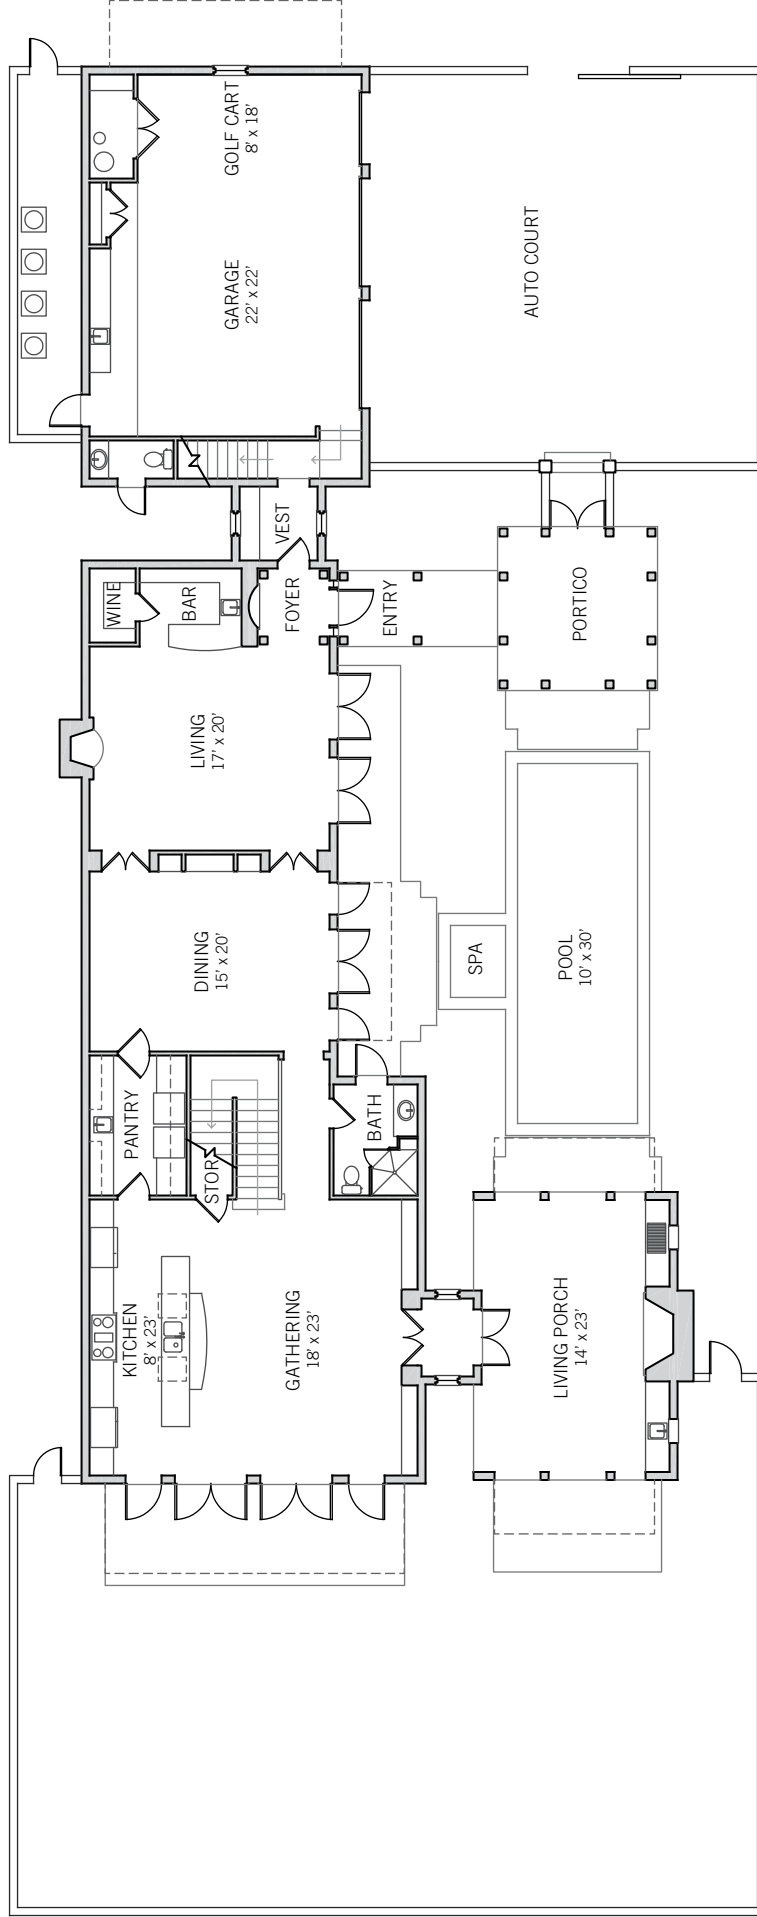 GOLF CART
8' x 18'
GARAGE
22' x 22'
AUTO COURT
VEST
WINE
BAR
FOYER
ENTRY
PORTICO
LIVING
17' x 20'
DINING
15' x 20'
SPA
POOL
10' x 30'
PANTRY
STOR
BATH
KITCHEN
8' x 23'
GATHERING
18' x 23'
LIVING PORCH
14' x 23'